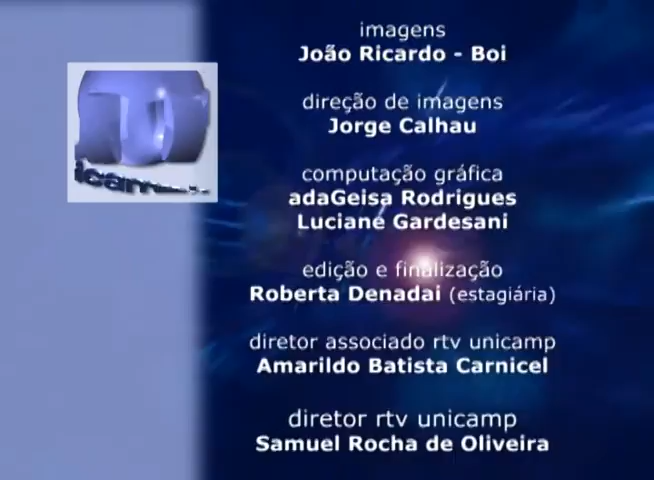 imagens
João Ricardo - Boi
direção de imagens
Jorge Calhau
computação gráfica
adaGeisa Rodrigues
Luciane Gardesani
edição e finalização
Roberta Denadai (estagiária)
diretor associado rtv unicamp
Amarildo Batista Carnicel
diretor rtv unicamp
Samuel Rocha de Oliveira